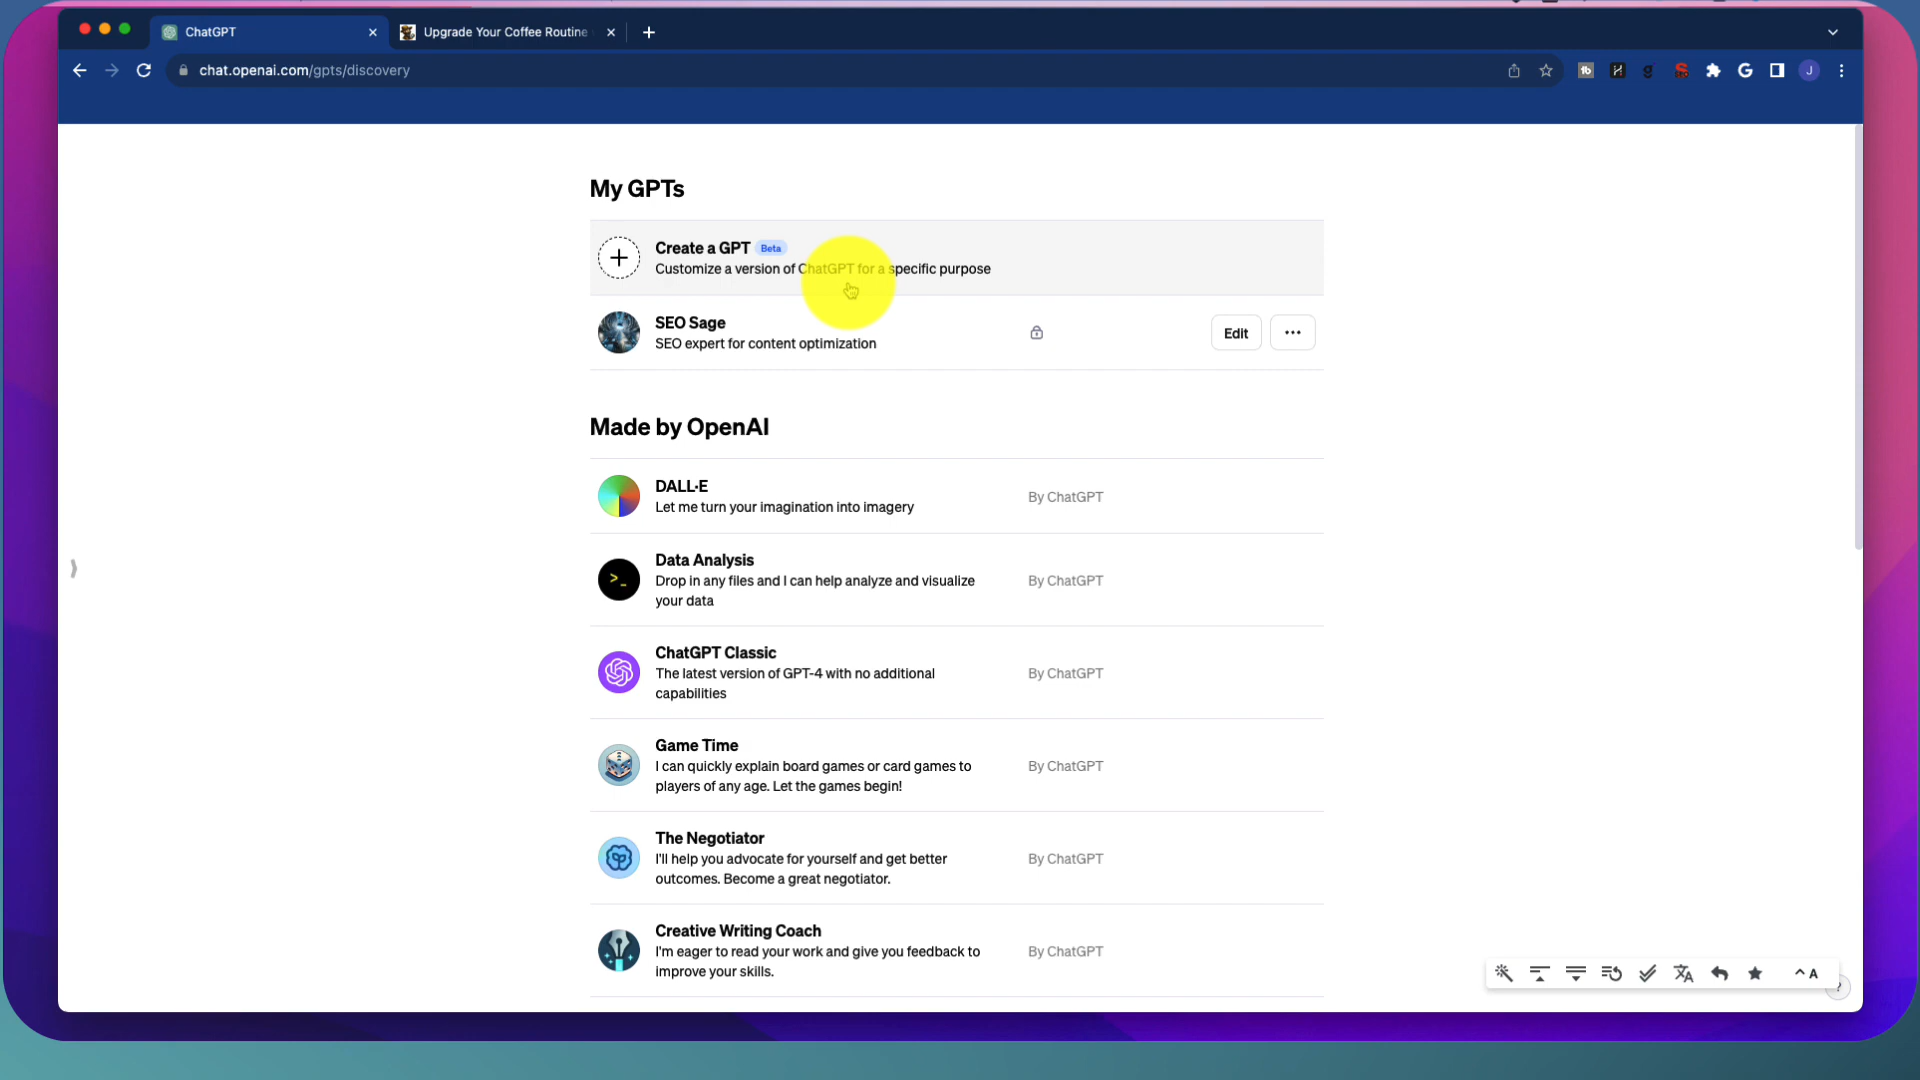 ChatGPT
Upgrade Your Coffee Routine
chat.openai.com/gpts/discovery
J
My GPTs
Create a GPT Beta
Customize a version of ChatGPT for a specific purpose
SEO Sage
SEO expert for content optimization
Edit
Made by OpenAI
DALL·E
Let me turn your imagination into imagery
By ChatGPT
Data Analysis
Drop in any files and I can help analyze and visualize
your data
By ChatGPT
ChatGPT Classic
The latest version of GPT-4 with no additional
capabilities
By ChatGPT
Game Time
I can quickly explain board games or card games to
players of any age. Let the games begin!
By ChatGPT
The Negotiator
I'll help you advocate for yourself and get better
outcomes. Become a great negotiator.
By ChatGPT
Creative Writing Coach
I'm eager to read your work and give you feedback to
improve your skills.
By ChatGPT
A
?